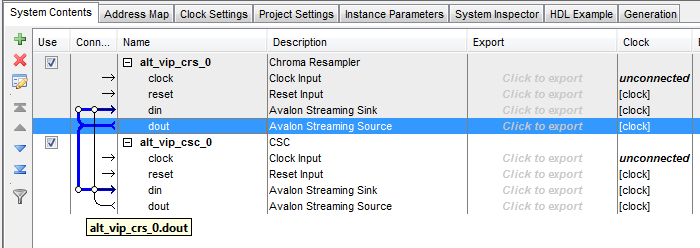 System Contents Address Map Clock Settings Project Settings Instance Parameters System Inspector HDL Example Generation
Use Conn... Name Description Export Clock
alt_vip_crs_0 Chroma Resampler
clock Clock Input Click to export unconnected
reset Reset Input Click to export [clock]
din Avalon Streaming Sink Click to export [clock]
dout Avalon Streaming Source Click to export [clock]
alt_vip_csc_0 CSC
clock Clock Input Click to export unconnected
reset Reset Input Click to export [clock]
din Avalon Streaming Sink Click to export [clock]
dout Avalon Streaming Source Click to export [clock]
alt_vip_crs_0.dout